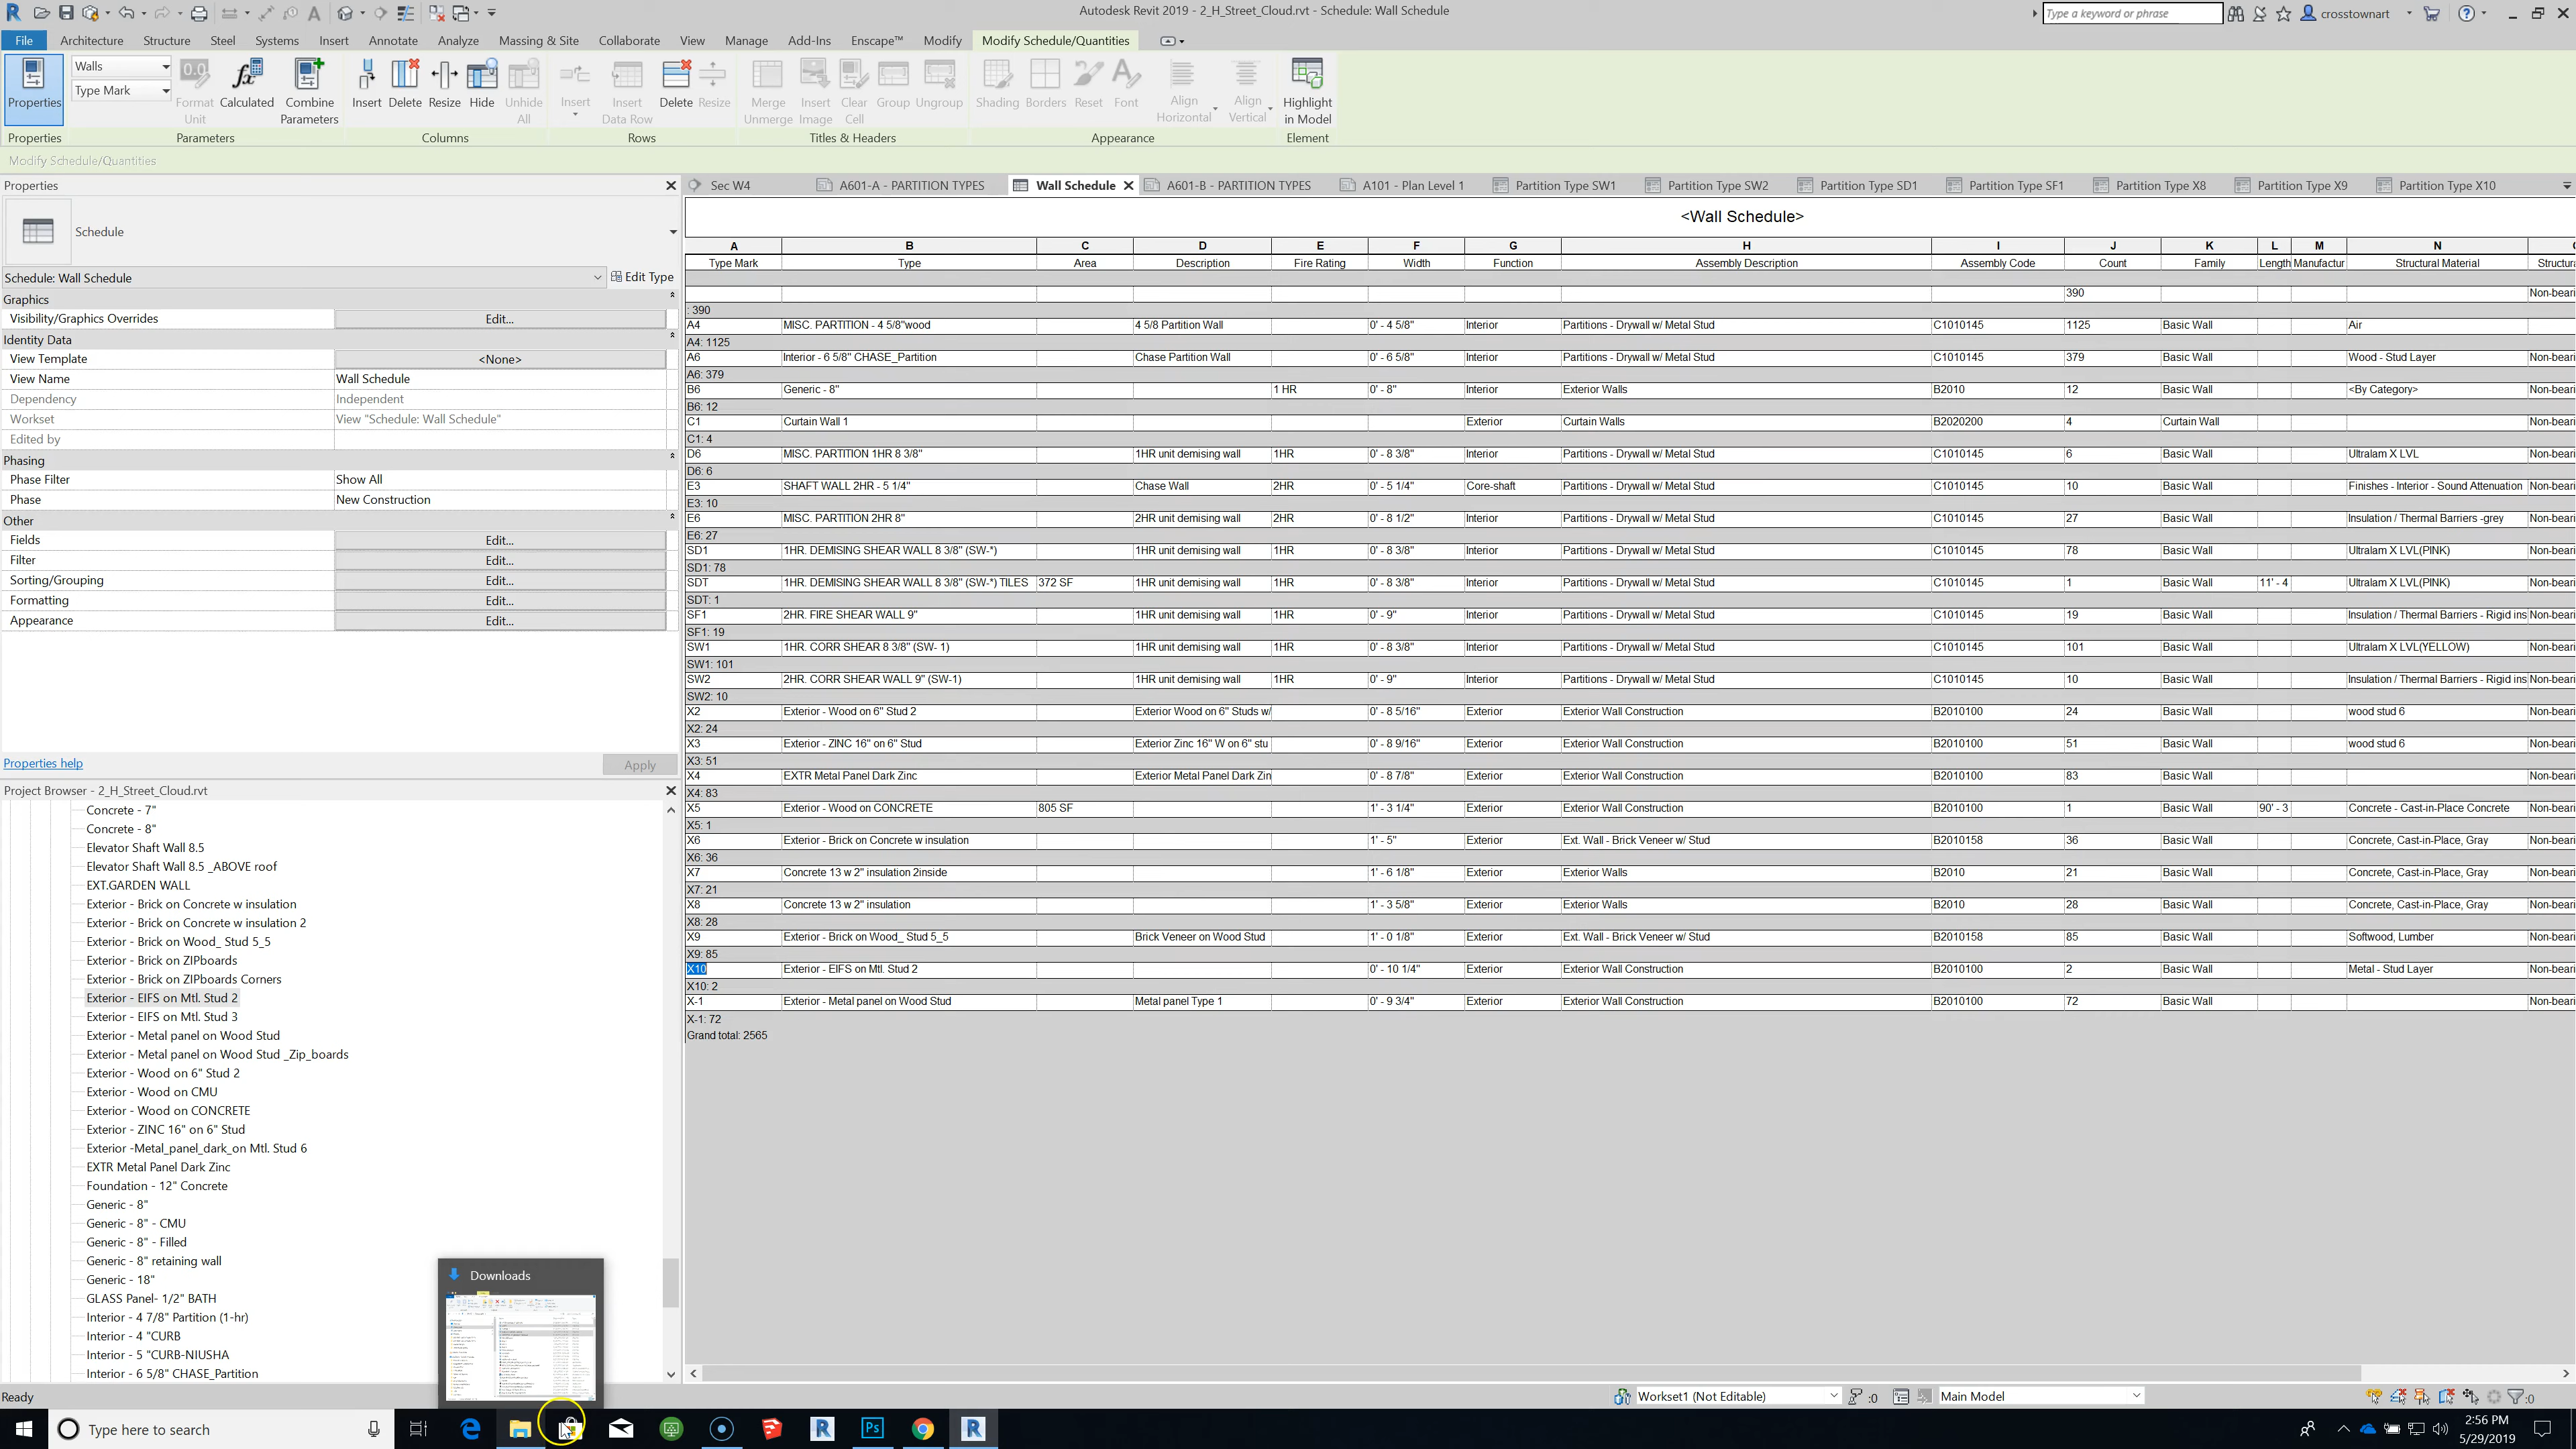 Autodesk Revit 2019 - 2_H_Street_Cloud.rvt - Schedule: Wall Schedule
Type a keyword or phrase
crosstownart
File Architecture Structure Steel Systems Insert Annotate Analyze Massing & Site Collaborate View Manage Add-Ins Enscape™ Modify Modify Schedule/Quantities
Walls
Type Mark
Properties Format Unit Calculated Combine Parameters Insert Delete Resize Hide Unhide All Insert Insert Data Row Delete Resize Merge Unmerge Insert Image Clear Cell Group Ungroup Shading Borders Reset Font Align Horizontal Align Vertical Highlight in Model
Properties Parameters Columns Rows Titles & Headers Appearance Element
Modify Schedule/Quantities
Properties
Schedule
Schedule: Wall Schedule Edit Type
Graphics
Visibility/Graphics Overrides Edit...
Identity Data
View Template <None>
View Name Wall Schedule
Dependency Independent
Workset View "Schedule: Wall Schedule"
Edited by
Phasing
Phase Filter Show All
Phase New Construction
Other
Fields Edit...
Filter Edit...
Sorting/Grouping Edit...
Formatting Edit...
Appearance Edit...
Properties help Apply
Project Browser - 2_H_Street_Cloud.rvt
Concrete - 7"
Concrete - 8"
Elevator Shaft Wall 8.5
Elevator Shaft Wall 8.5 _ABOVE roof
EXT.GARDEN WALL
Exterior - Brick on Concrete w insulation
Exterior - Brick on Concrete w insulation 2
Exterior - Brick on Wood_ Stud 5_5
Exterior - Brick on ZIPboards
Exterior - Brick on ZIPboards Corners
Exterior - EIFS on Mtl. Stud 2
Exterior - EIFS on Mtl. Stud 3
Exterior - Metal panel on Wood Stud
Exterior - Metal panel on Wood Stud _Zip_boards
Exterior - Wood on 6" Stud 2
Exterior - Wood on CMU
Exterior - Wood on CONCRETE
Exterior - ZINC 16" on 6" Stud
Exterior -Metal_panel_dark_on Mtl. Stud 6
EXTR Metal Panel Dark Zinc
Foundation - 12" Concrete
Generic - 8"
Generic - 8" - CMU
Generic - 8" - Filled
Generic - 8" retaining wall
Generic - 18"
GLASS Panel- 1/2" BATH
Interior - 4 7/8" Partition (1-hr)
Interior - 4 "CURB
Interior - 5 "CURB-NIUSHA
Interior - 6 5/8" CHASE_Partition
Sec W4 A601-A - PARTITION TYPES Wall Schedule A601-B - PARTITION TYPES A101 - Plan Level 1 Partition Type SW1 Partition Type SW2 Partition Type SD1 Partition Type SF1 Partition Type X8 Partition Type X9 Partition Type X10
<Wall Schedule>
A B C D E F G H I J K L M N
Type Mark Type Area Description Fire Rating Width Function Assembly Description Assembly Code Count Family Length Manufactur Structural Material Structura
390 Non-beari
: 390
A4 MISC. PARTITION - 4 5/8"wood 4 5/8 Partition Wall 0' - 4 5/8" Interior Partitions - Drywall w/ Metal Stud C1010145 1125 Basic Wall Air
A4: 1125
A6 Interior - 6 5/8" CHASE_Partition Chase Partition Wall 0' - 6 5/8" Interior Partitions - Drywall w/ Metal Stud C1010145 379 Basic Wall Wood - Stud Layer Non-beari
A6: 379
B6 Generic - 8" 1 HR 0' - 8" Interior Exterior Walls B2010 12 Basic Wall <By Category> Non-beari
B6: 12
C1 Curtain Wall 1 Exterior Curtain Walls B2020200 4 Curtain Wall Non-beari
C1: 4
D6 MISC. PARTITION 1HR 8 3/8" 1HR unit demising wall 1HR 0' - 8 3/8" Interior Partitions - Drywall w/ Metal Stud C1010145 6 Basic Wall Ultralam X LVL Non-beari
D6: 6
E3 SHAFT WALL 2HR - 5 1/4" Chase Wall 2HR 0' - 5 1/4" Core-shaft Partitions - Drywall w/ Metal Stud C1010145 10 Basic Wall Finishes - Interior - Sound Attenuation Non-beari
E3: 10
E6 MISC. PARTITION 2HR 8" 2HR unit demising wall 2HR 0' - 8 1/2" Interior Partitions - Drywall w/ Metal Stud C1010145 27 Basic Wall Insulation / Thermal Barriers -grey Non-beari
E6: 27
SD1 1HR. DEMISING SHEAR WALL 8 3/8" (SW-*) 1HR unit demising wall 1HR 0' - 8 3/8" Interior Partitions - Drywall w/ Metal Stud C1010145 78 Basic Wall Ultralam X LVL(PINK) Non-beari
SD1: 78
SDT 1HR. DEMISING SHEAR WALL 8 3/8" (SW-*) TILES 372 SF 1HR unit demising wall 1HR 0' - 8 3/8" Interior Partitions - Drywall w/ Metal Stud C1010145 1 Basic Wall 11' - 4 Ultralam X LVL(PINK) Non-beari
SDT: 1
SF1 2HR. FIRE SHEAR WALL 9" 1HR unit demising wall 1HR 0' - 9" Interior Partitions - Drywall w/ Metal Stud C1010145 19 Basic Wall Insulation / Thermal Barriers - Rigid ins Non-beari
SF1: 19
SW1 1HR. CORR SHEAR 8 3/8" (SW- 1) 1HR unit demising wall 1HR 0' - 8 3/8" Interior Partitions - Drywall w/ Metal Stud C1010145 101 Basic Wall Ultralam X LVL(YELLOW) Non-beari
SW1: 101
SW2 2HR. CORR SHEAR WALL 9" (SW-1) 1HR unit demising wall 1HR 0' - 9" Interior Partitions - Drywall w/ Metal Stud C1010145 10 Basic Wall Insulation / Thermal Barriers - Rigid ins Non-beari
SW2: 10
X2 Exterior - Wood on 6" Stud 2 Exterior Wood on 6" Studs w/ 0' - 8 5/16" Exterior Exterior Wall Construction B2010100 24 Basic Wall wood stud 6 Non-beari
X2: 24
X3 Exterior - ZINC 16" on 6" Stud Exterior Zinc 16" W on 6" stu 0' - 8 9/16" Exterior Exterior Wall Construction B2010100 51 Basic Wall wood stud 6 Non-beari
X3: 51
X4 EXTR Metal Panel Dark Zinc Exterior Metal Panel Dark Zin 0' - 8 7/8" Exterior Exterior Wall Construction B2010100 83 Basic Wall Non-beari
X4: 83
X5 Exterior - Wood on CONCRETE 805 SF 1' - 3 1/4" Exterior Exterior Wall Construction B2010100 1 Basic Wall 90' - 3 Concrete - Cast-in-Place Concrete Non-beari
X5: 1
X6 Exterior - Brick on Concrete w insulation 1' - 5" Exterior Ext. Wall - Brick Veneer w/ Stud B2010158 36 Basic Wall Concrete, Cast-in-Place, Gray Non-beari
X6: 36
X7 Concrete 13 w 2" insulation 2inside 1' - 6 1/8" Exterior Exterior Walls B2010 21 Basic Wall Concrete, Cast-in-Place, Gray Non-beari
X7: 21
X8 Concrete 13 w 2" insulation 1' - 3 5/8" Exterior Exterior Walls B2010 28 Basic Wall Concrete, Cast-in-Place, Gray Non-beari
X8: 28
X9 Exterior - Brick on Wood_ Stud 5_5 Brick Veneer on Wood Stud 1' - 0 1/8" Exterior Ext. Wall - Brick Veneer w/ Stud B2010158 85 Basic Wall Softwood, Lumber Non-beari
X9: 85
X10 Exterior - EIFS on Mtl. Stud 2 0' - 10 1/4" Exterior Exterior Wall Construction B2010100 2 Basic Wall Metal - Stud Layer Non-beari
X10: 2
X-1 Exterior - Metal panel on Wood Stud Metal panel Type 1 0' - 9 3/4" Exterior Exterior Wall Construction B2010100 72 Basic Wall Non-beari
X-1: 72
Grand total: 2565
Downloads
Ready Workset1 (Not Editable) :0 Main Model :0
Type here to search
2:56 PM
5/29/2019